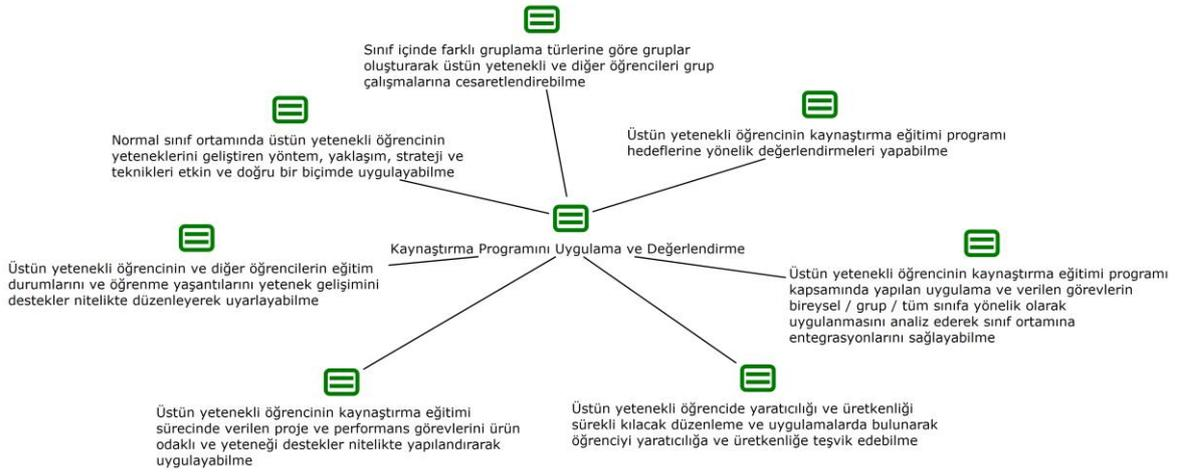 Sınıf içinde farklı gruplama türlerine göre gruplar
oluşturarak üstün yetenekli ve diğer öğrencileri grup
çalışmalarına cesaretlendirebilme
Normal sınıf ortamında üstün yetenekli öğrencinin
yeteneklerini geliştiren yöntem, yaklaşım, strateji ve
teknikleri etkin ve doğru bir biçimde uygulayabilme
Üstün yetenekli öğrencinin kaynaştırma eğitimi programı
hedeflerine yönelik değerlendirmeleri yapabilme
Kaynaştırma Programını Uygulama ve Değerlendirme
Üstün yetenekli öğrencinin ve diğer öğrencilerin eğitim
durumlarını ve öğrenme yaşantılarını yetenek gelişimini
destekler nitelikte düzenleyerek uyarlayabilme
Üstün yetenekli öğrencinin kaynaştırma eğitimi programı
kapsamında yapılan uygulama ve verilen görevlerin
bireysel / grup / tüm sınıfa yönelik olarak
uygulanmasını analiz ederek sınıf ortamına
entegrasyonlarını sağlayabilme
Üstün yetenekli öğrencinin kaynaştırma eğitimi
sürecinde verilen proje ve performans görevlerini ürün
odaklı ve yeteneği destekler nitelikte yapılandırarak
uygulayabilme
Üstün yetenekli öğrencide yaratıcılığı ve üretkenliği
sürekli kılacak düzenleme ve uygulamalarda bulunarak
öğrenciyi yaratıcılığa ve üretkenliğe teşvik edebilme